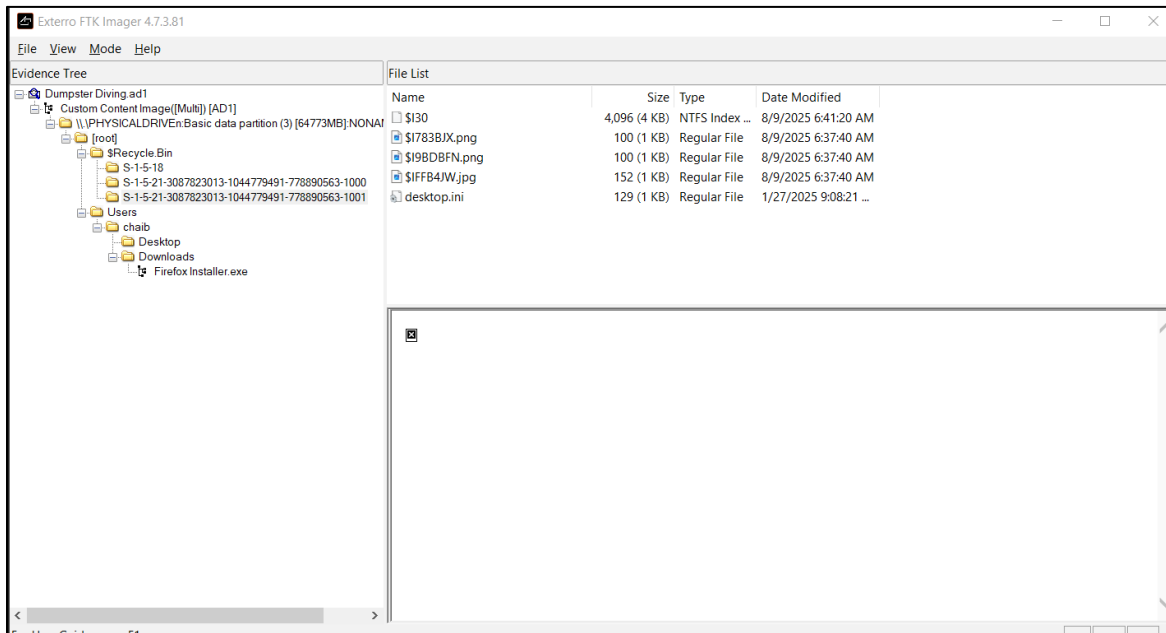 Exterro FTK Imager 4.7.3.81
File View Mode Help
Evidence Tree
Dumpster Diving.ad1
Custom Content Image([Multi]) [AD1]
\\.\PHYSICALDRIVEn:Basic data partition (3) [64773MB]:NONA
[root]
$Recycle.Bin
S-1-5-18
S-1-5-21-3087823013-1044779491-778890563-1000
S-1-5-21-3087823013-1044779491-778890563-1001
Users
chaib
Desktop
Downloads
Firefox Installer.exe
File List
Name Size Type Date Modified
$I30 4,096 (4 KB) NTFS Index ... 8/9/2025 6:41:20 AM
$I783BJX.png 100 (1 KB) Regular File 8/9/2025 6:37:40 AM
$I9BDBFN.png 100 (1 KB) Regular File 8/9/2025 6:37:40 AM
$IFFB4JW.jpg 152 (1 KB) Regular File 8/9/2025 6:37:40 AM
desktop.ini 129 (1 KB) Regular File 1/27/2025 9:08:21 ...